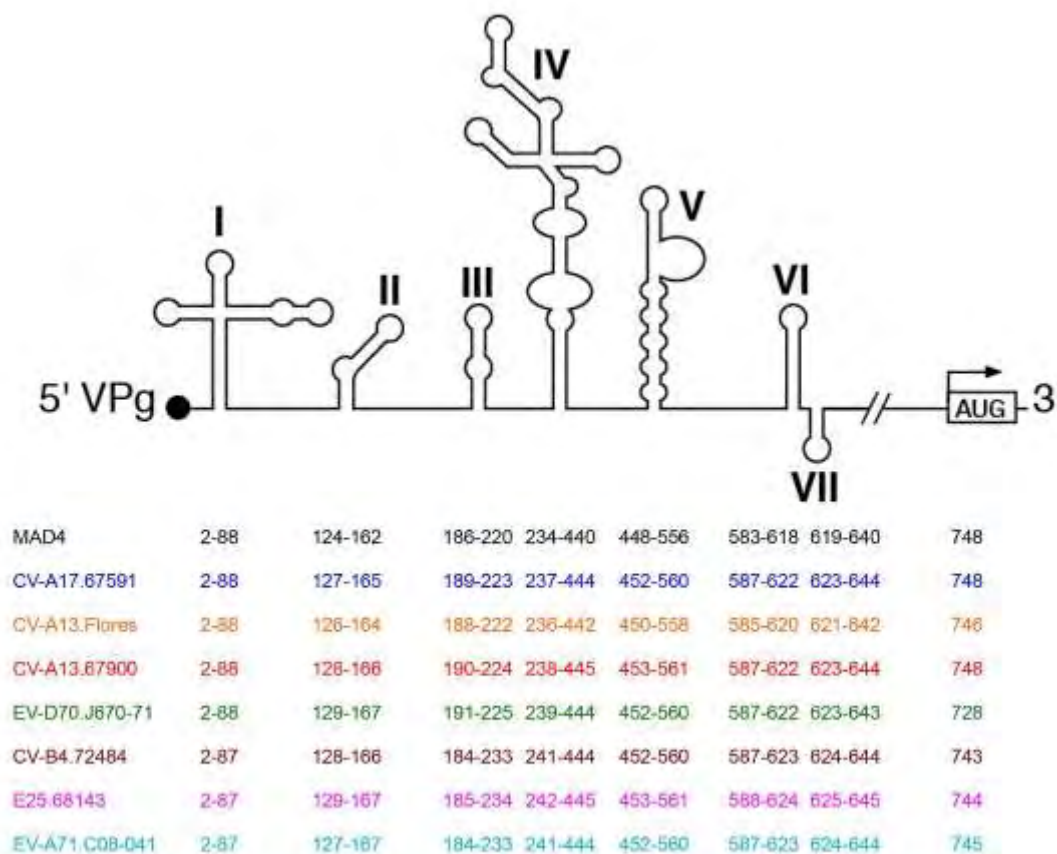 IV
I
V
II
III
VI
5' VPg
AUG
3
VII
MAD4 2-88 124-162 186-220 234-440 448-556 583-618 619-640 748
CV-A17.67591 2-88 127-165 189-223 237-444 452-560 587-622 623-644 748
CV-A13.Flores 2-88 126-164 188-222 236-442 450-558 585-620 621-642 746
CV-A13.67900 2-88 128-166 190-224 238-445 453-561 587-622 623-644 748
EV-D70.J670-71 2-88 129-167 191-225 239-444 452-560 587-622 623-643 728
CV-B4.72484 2-87 128-166 184-233 241-444 452-560 587-623 624-644 743
E25.68143 2-87 129-167 185-234 242-445 453-561 588-624 625-645 744
EV-A71.C08-041 2-87 127-167 184-233 241-444 452-560 587-623 624-644 745